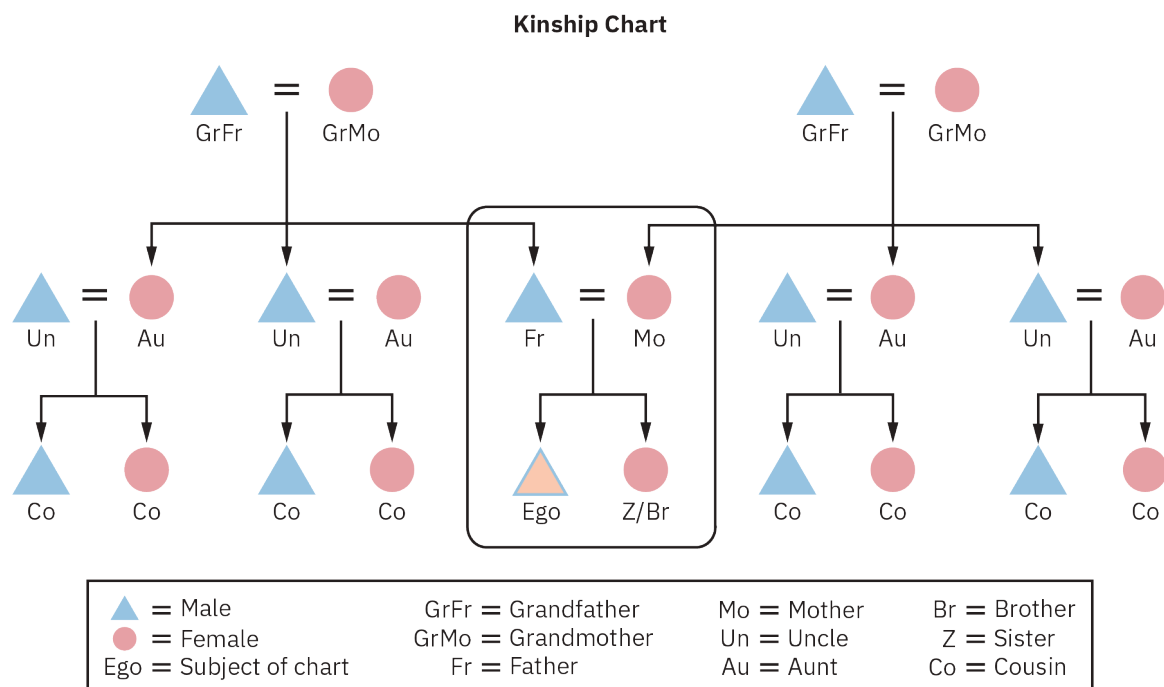 Kinship Chart
= =
GrFr GrMo GrFr GrMo
= = = = =
Un Au Un Au Fr Mo Un Au Un Au
Co Co Co Co Ego Z/Br Co Co Co Co
= Male GrFr = Grandfather Mo = Mother Br = Brother
= Female GrMo = Grandmother Un = Uncle Z = Sister
Ego = Subject of chart Fr = Father Au = Aunt Co = Cousin